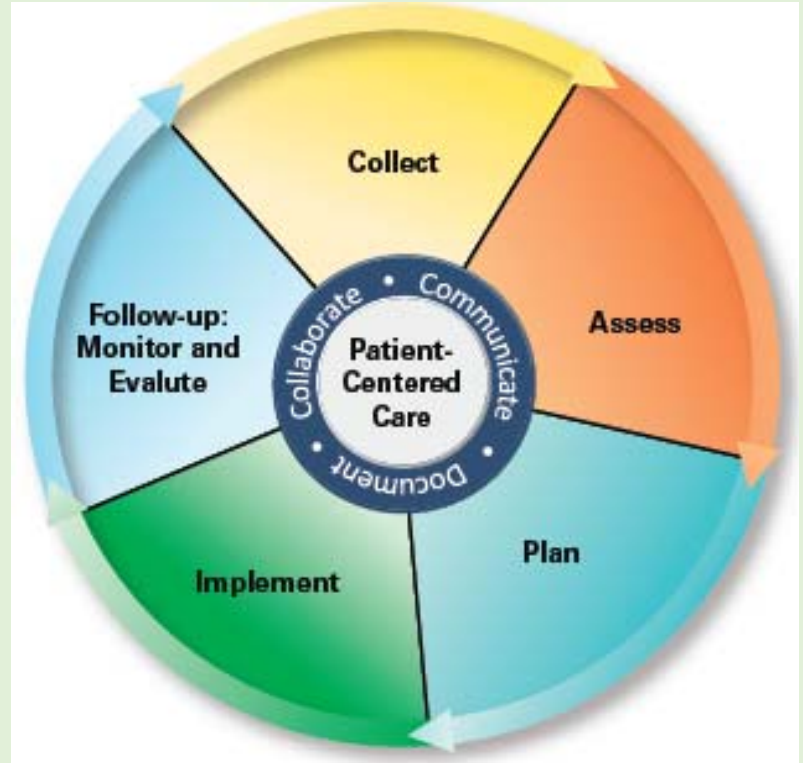 Collect
Assess
Plan
Implement
Follow-up:
Monitor and
Evalute
Collaborate • Communicate • Document •
Patient-
Centered
Care